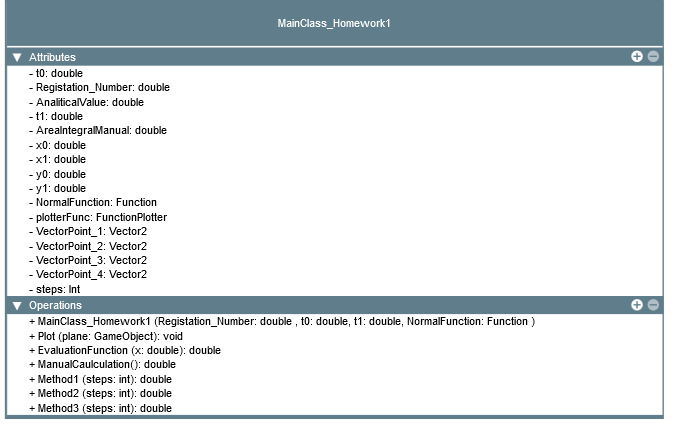 MainClass_Homework1
Attributes
- t0: double
- Registation_Number: double
- AnaliticalValue: double
- t1: double
- AreaIntegralManual: double
- x0: double
- x1: double
- y0: double
- y1: double
- NormalFunction: Function
- plotterFunc: FunctionPlotter
- VectorPoint_1: Vector2
- VectorPoint_2: Vector2
- VectorPoint_3: Vector2
- VectorPoint_4: Vector2
- steps: Int
Operations
+ MainClass_Homework1 (Registation_Number: double , t0: double, t1: double, NormalFunction: Function )
+ Plot (plane: GameObject): void
+ EvaluationFunction (x: double): double
+ ManualCaulculation(): double
+ Method1 (steps: int): double
+ Method2 (steps: int): double
+ Method3 (steps: int): double